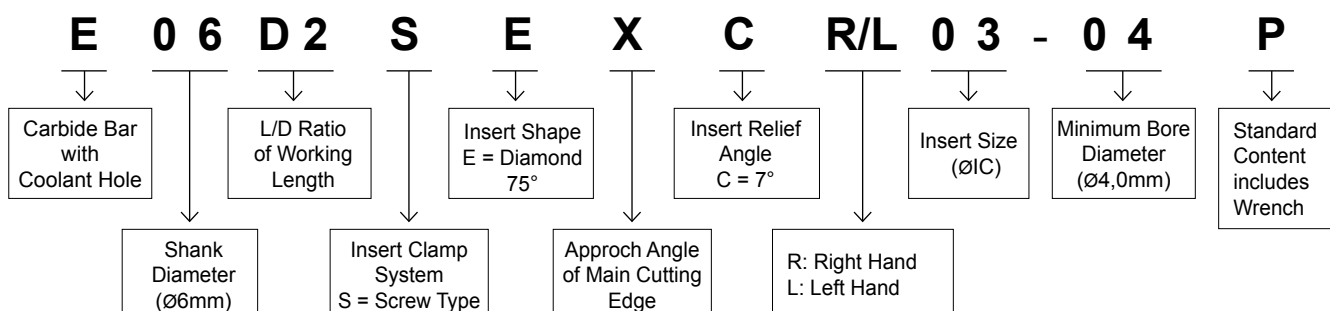 E 06 D2 S E X C R/L 03 - 04 P
Carbide Bar
with
Coolant Hole
L/D Ratio
of Working
Length
Insert Shape
E = Diamond
75°
Insert Relief
Angle
C = 7°
Insert Size
(ØIC)
Minimum Bore
Diameter
(Ø4,0mm)
Standard
Content
includes
Wrench
Shank
Diameter
(Ø6mm)
Insert Clamp
System
S = Screw Type
Approch Angle
of Main Cutting
Edge
R: Right Hand
L: Left Hand